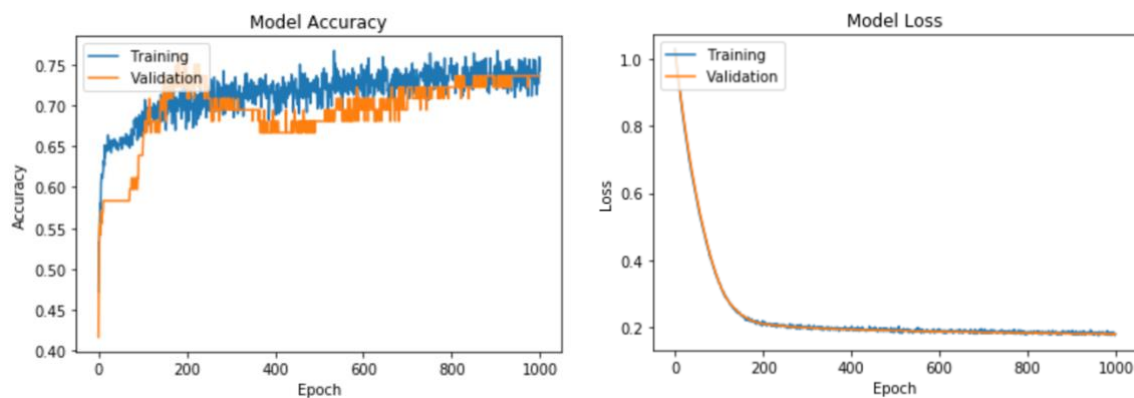 Model Accuracy
Training
Validation
0.75
0.70
0.65
0.60
0.55
0.50
0.45
0.40
Accuracy
0
200
400
600
800
1000
Epoch
Model Loss
Training
Validation
1.0
0.8
0.6
0.4
0.2
Loss
0
200
400
600
800
1000
Epoch